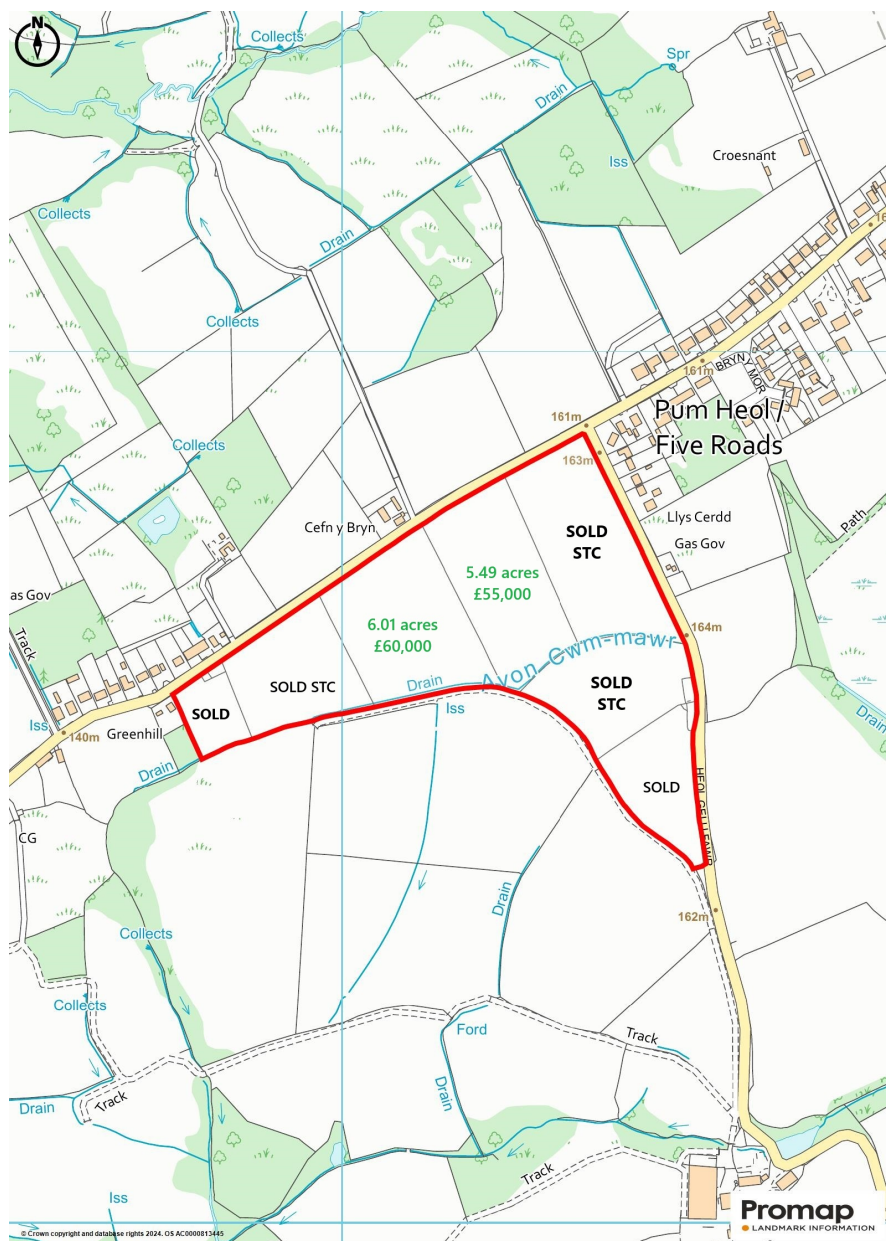 N
Collects
Spr
Drain
Iss
Croesnant
Collects
Drain
Collects
BRYN MOR
161m
161m
Pum Heol /
Five Roads
163m
Collects
Cefn y Bryn
SOLD
STC
Llys Cerdd
Gas Gov
Path
5.49 acres
£55,000
as Gov
Track
6.01 acres
£60,000
164m
Avon Cwm-mawr
Drain
SOLD STC
SOLD
STC
SOLD
Iss
Iss
Greenhill
140m
Drain
Drain
SOLD
HEOL GELLI FAWR
CG
Drain
162m
Collects
Collects
Ford
Track
Drain
Track
Drain
Track
Iss
Promap
LANDMARK INFORMATION
© Crown copyright and database rights 2024. OS AC0000813445